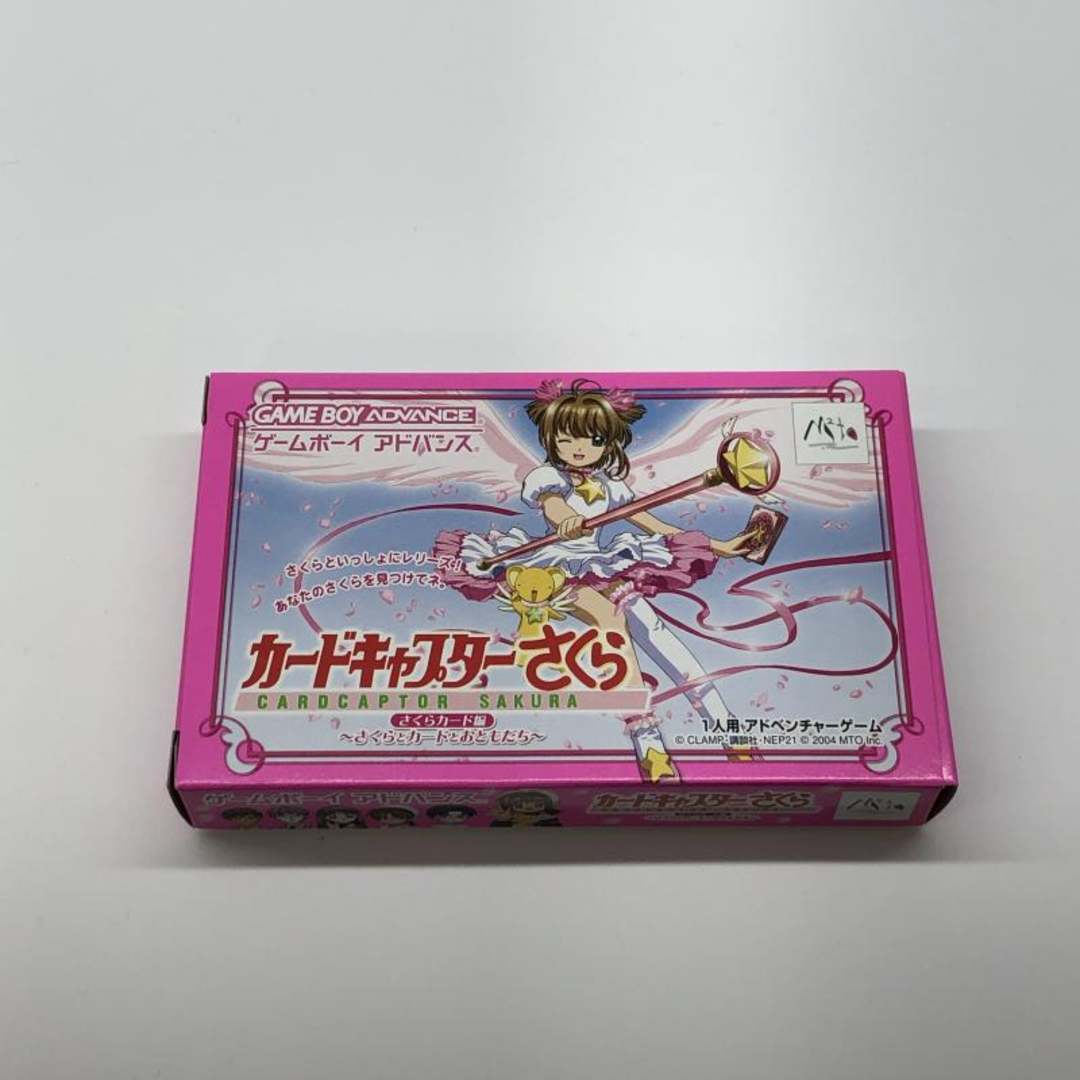 GAME BOY ADVANCE
ゲームボーイ アドバンス
さくらといっしょにレリーズ!
あなたのさくらを見つけてネ。
カードキャプターさくら
CARDCAPTOR SAKURA
さくらカード編
〜さくらとカードとおともだち〜
1人用 アドベンチャーゲーム
© CLAMP・講談社・NEP21 © 2004 MTO Inc.
ゲームボーイ アドバンス
カードキャプターさくら